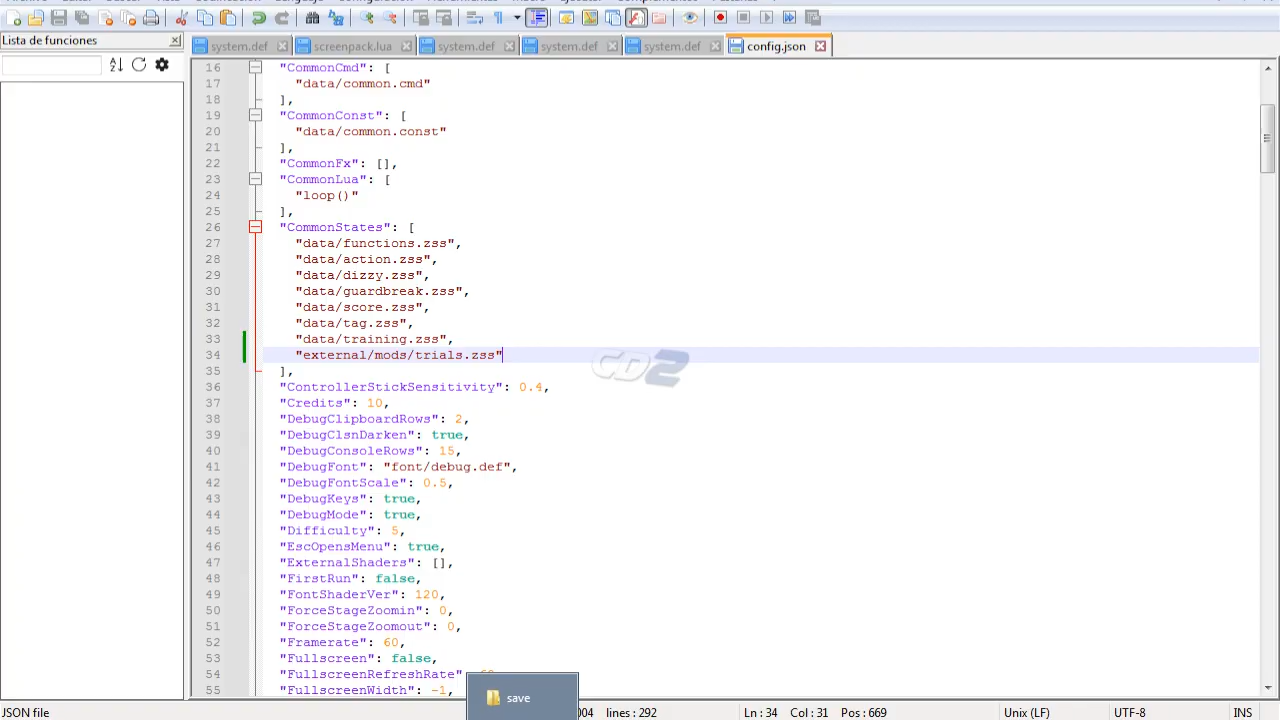 Lista de funciones
system.def
screenpack.lua
system.def
system.def
system.def
config.json
16 "CommonCmd": [
17 "data/common.cmd"
18 ],
19 "CommonConst": [
20 "data/common.const"
21 ],
22 "CommonFx": [],
23 "CommonLua": [
24 "loop()"
25 ],
26 "CommonStates": [
27 "data/functions.zss",
28 "data/action.zss",
29 "data/dizzy.zss",
30 "data/guardbreak.zss",
31 "data/score.zss",
32 "data/tag.zss",
33 "data/training.zss",
34 "external/mods/trials.zss"
35 ],
36 "ControllerStickSensitivity": 0.4,
37 "Credits": 10,
38 "DebugClipboardRows": 2,
39 "DebugClsnDarken": true,
40 "DebugConsoleRows": 15,
41 "DebugFont": "font/debug.def",
42 "DebugFontScale": 0.5,
43 "DebugKeys": true,
44 "DebugMode": true,
45 "Difficulty": 5,
46 "EscOpensMenu": true,
47 "ExternalShaders": [],
48 "FirstRun": false,
49 "FontShaderVer": 120,
50 "ForceStageZoomin": 0,
51 "ForceStageZoomout": 0,
52 "Framerate": 60,
53 "Fullscreen": false,
54 "FullscreenRefreshRate"
55 "FullscreenWidth": -1,
CD2
save
JSON file
004 lines : 292
Ln : 34 Col : 31 Pos : 669
Unix (LF)
UTF-8
INS